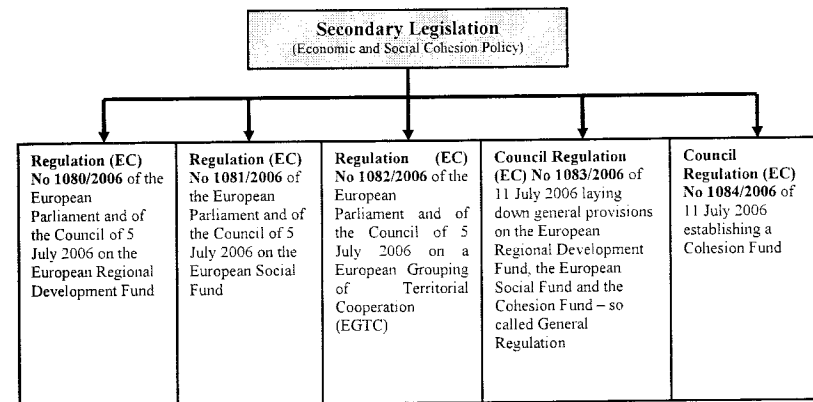 Secondary Legislation
(Economic and Social Cohesion Policy)
Regulation (EC)
No 1080/2006 of the
European
Parliament and of
the Council of 5
July 2006 on the
European Regional
Development Fund
Regulation (EC)
No 1081/2006 of
the European
Parliament and of
the Council of 5
July 2006 on the
European Social
Fund
Regulation (EC)
No 1082/2006 of the
European
Parliament and of
the Council of 5
July 2006 on a
European Grouping
of Territorial
Cooperation
(EGTC)
Council Regulation
(EC) No 1083/2006 of
11 July 2006 laying
down general provisions
on the European
Regional Development
Fund, the European
Social Fund and the
Cohesion Fund – so
called General
Regulation
Council
Regulation (EC)
No 1084/2006 of
11 July 2006
establishing a
Cohesion Fund